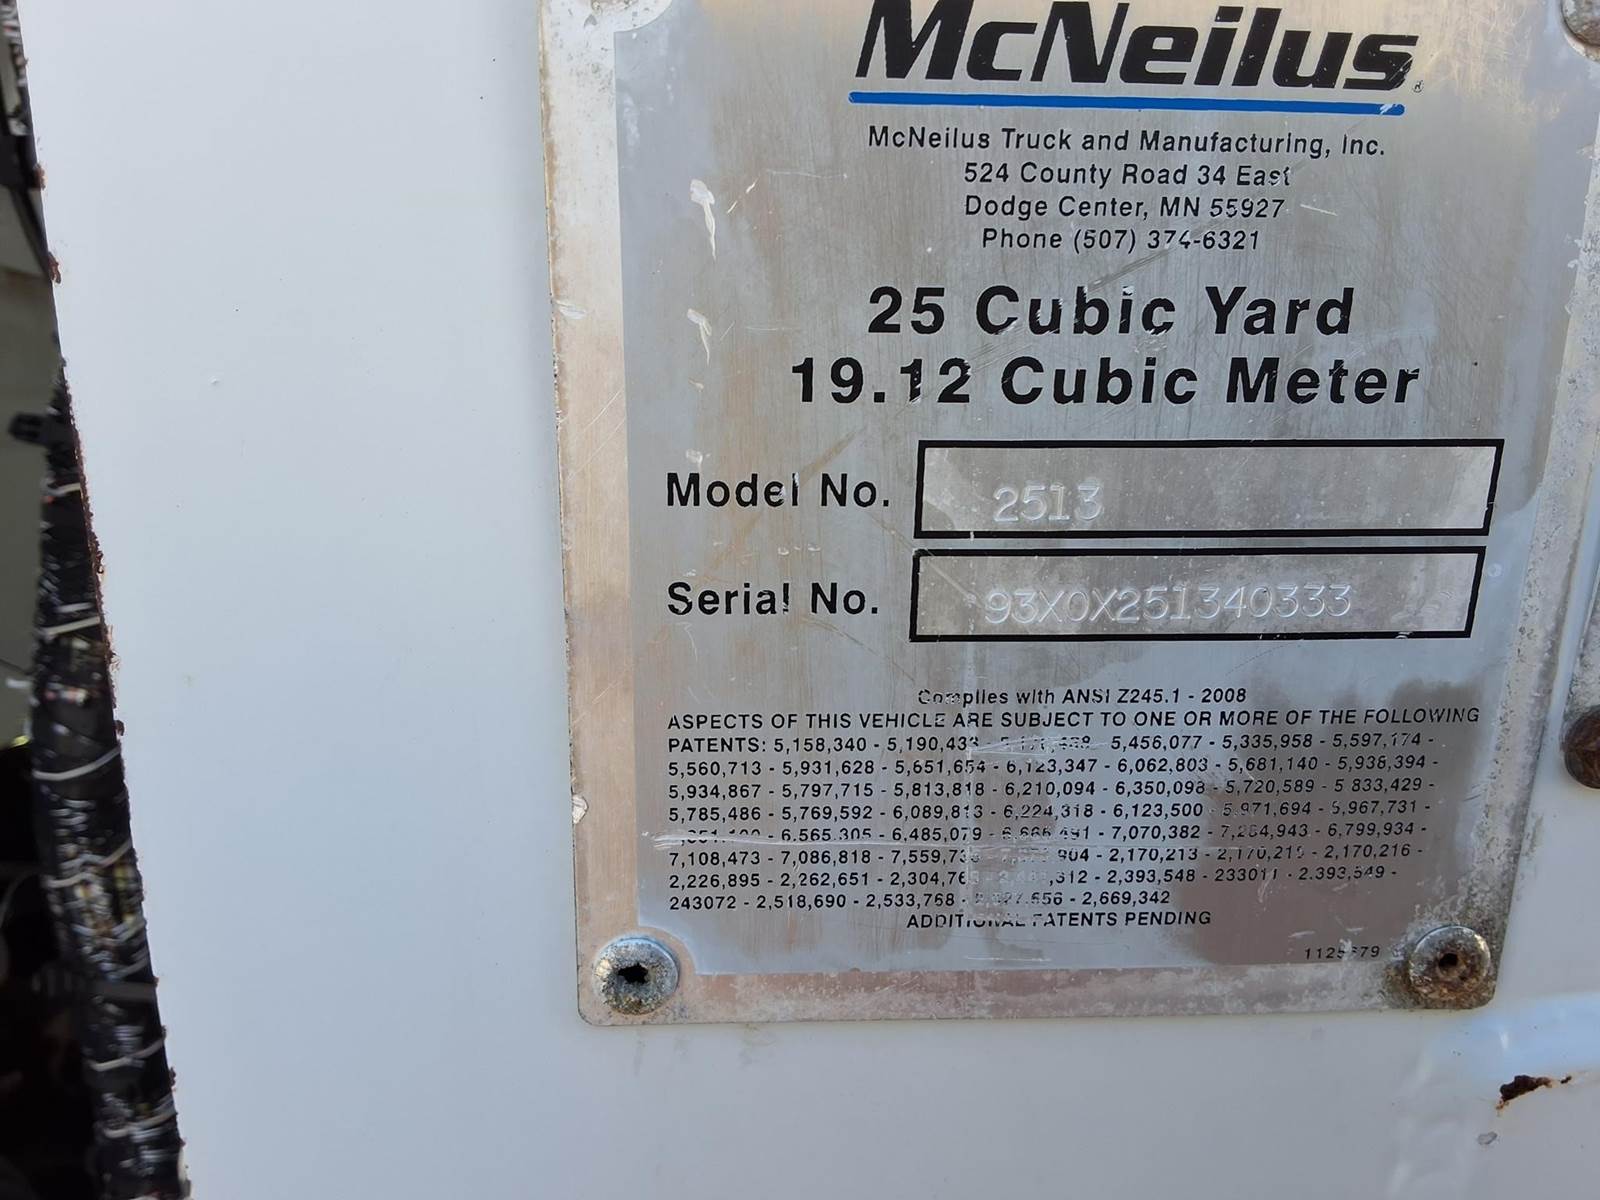 McNeilus
McNeilus Truck and Manufacturing, Inc.
524 County Road 34 East
Dodge Center, MN 55927
Phone (507) 374-6321
25 Cubic Yard
19.12 Cubic Meter
Model No. 2513
Serial No. 93X0X251340333
Complies with ANSI Z245.1 - 2008
ASPECTS OF THIS VEHICLE ARE SUBJECT TO ONE OR MORE OF THE FOLLOWING
PATENTS: 5,158,340 - 5,190,433 - 5,456,077 - 5,335,958 - 5,597,174 -
5,560,713 - 5,931,628 - 5,651,654 - 6,123,347 - 6,062,803 - 5,681,140 - 5,938,394 -
5,934,867 - 5,797,715 - 5,813,818 - 6,210,094 - 6,350,098 - 5,720,589 - 5 833,429 -
5,785,486 - 5,769,592 - 6,089,813 - 6,224,318 - 6,123,500 - 5,971,694 - 5,967,731 -
- 6,565,305 - 6,485,079 - 7,070,382 - 7,284,943 - 6,799,934 -
7,108,473 - 7,086,818 - - 2,170,213 - 2,170,215 - 2,170,216 -
2,226,895 - 2,262,651 - - 2,393,548 - 233011 - 2,393,549 -
243072 - 2,518,690 - 2,533,768 - - 2,669,342
ADDITIONAL PATENTS PENDING